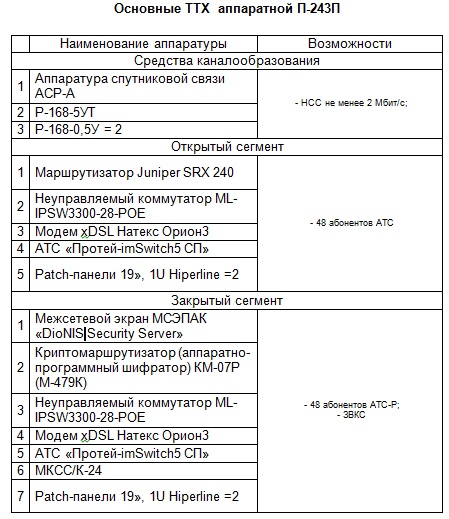 Основные ТТХ аппаратной П-243П
Наименование аппаратуры Возможности
Средства каналообразования
1 Аппаратура спутниковой связи
АСР-А
2 Р-168-5УТ
3 Р-168-0,5У = 2
- НСС не менее 2 Мбит/с;
Открытый сегмент
1 Маршрутизатор Juniper SRX 240
2 Неуправляемый коммутатор ML-
IPSW3300-28-POE
3 Модем xDSL Натекс Орион3
4 АТС «Протей-imSwitch5 СП»
5 Patch-панели 19», 1U Hiperline =2
- 48 абонентов АТС
Закрытый сегмент
1 Межсетевой экран МСЭПАК
«DioNIS Security Server»
2 Криптомаршрутизатор (аппаратно-
программный шифратор) КМ-07Р
(М-479К)
3 Неуправляемый коммутатор ML-
IPSW3300-28-POE
4 Модем xDSL Натекс Орион3
5 АТС «Протей-imSwitch5 СП»
6 МКСС/К-24
7 Patch-панели 19», 1U Hiperline =2
- 48 абонентов АТС-Р;
- ЗВКС